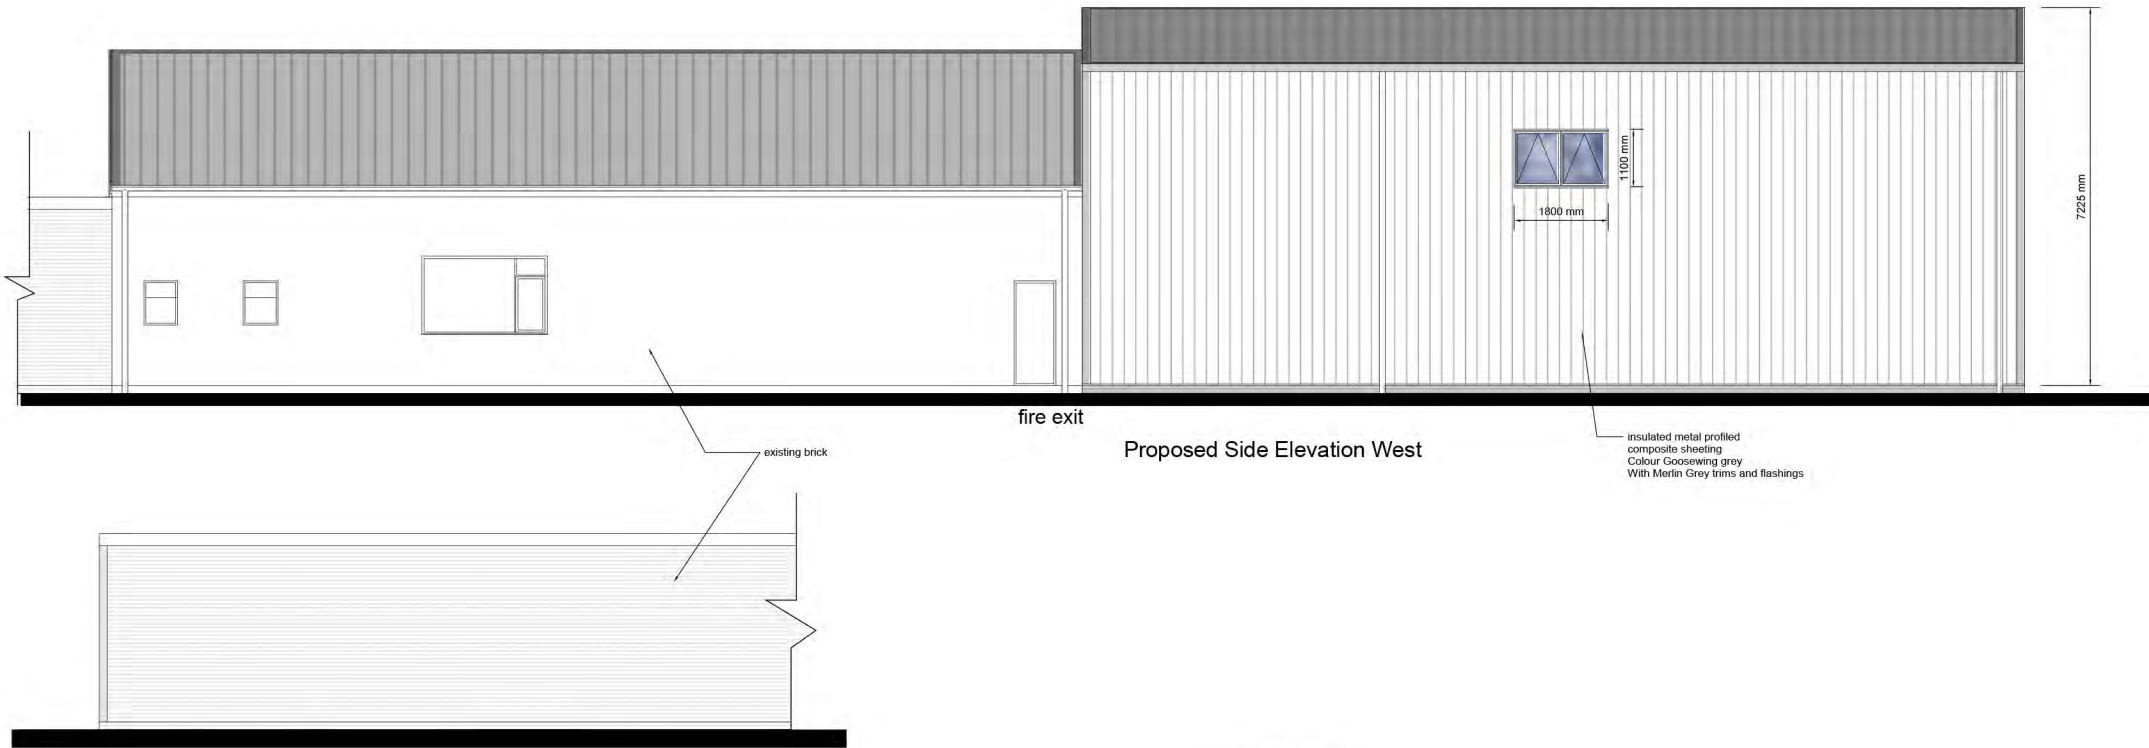 1100 mm
1800 mm
7225 mm
fire exit
Proposed Side Elevation West
insulated metal profiled
composite sheeting
Colour Goosewing grey
With Merlin Grey trims and flashings
existing brick